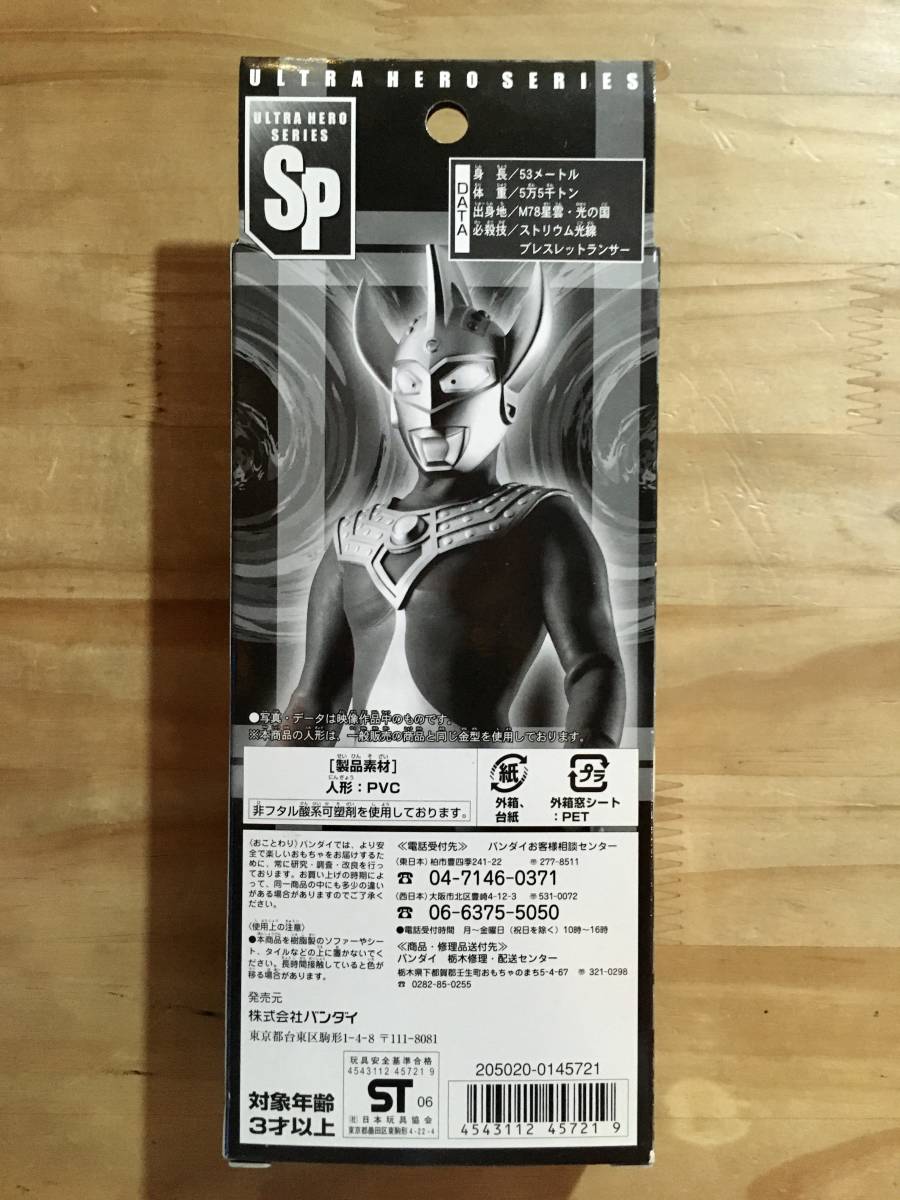 ULTRA HERO SERIES
ULTRA HERO
SERIES
SP
DATA
身長/53メートル
体重/5万5千トン
出身地/M78星雲・光の国
必殺技/ストリウム光線
ブレスレットランサー
●写真・データは映像作品中のものです。
※本商品の人形は、一般販売の商品と同じ金型を使用しております。
[製品素材]
人形:PVC
非フタル酸系可塑剤を使用しております。
紙
外箱、
台紙
プラ
外箱窓シート
:PET
〈おことわり〉バンダイでは、より安
全で楽しいおもちゃをお届けするた
めに、常に研究・調査・改良を行っ
ております。お買い上げの時期によ
って、同一商品の中にも多少の違い
がある場合がありますのでご了承く
ださい。
〈使用上の注意〉
●本商品を樹脂製のソファーやシー
ト、タイルなどの上に置かないでく
ださい。長時間接触していると色が
移る場合があります。
≪電話受付先≫ バンダイお客様相談センター
〈東日本〉柏市豊四季241-22 〒277-8511
☎ 04-7146-0371
〈西日本〉大阪市北区豊崎4-12-3 〒531-0072
☎ 06-6375-5050
●電話受付時間 月～金曜日(祝日を除く)10時～16時
≪商品・修理品送付先≫
バンダイ 栃木修理・配送センター
栃木県下都賀郡壬生町おもちゃのまち5-4-67 〒321-0298
☎ 0282-85-0255
発売元
株式会社バンダイ
東京都台東区駒形1-4-8 〒111-8081
対象年齢
3才以上
玩具安全基準合格
4543112 45721 9
ST 06
(社)日本玩具協会
東京都墨田区東駒形4-22-4
205020-0145721
4543112 457219